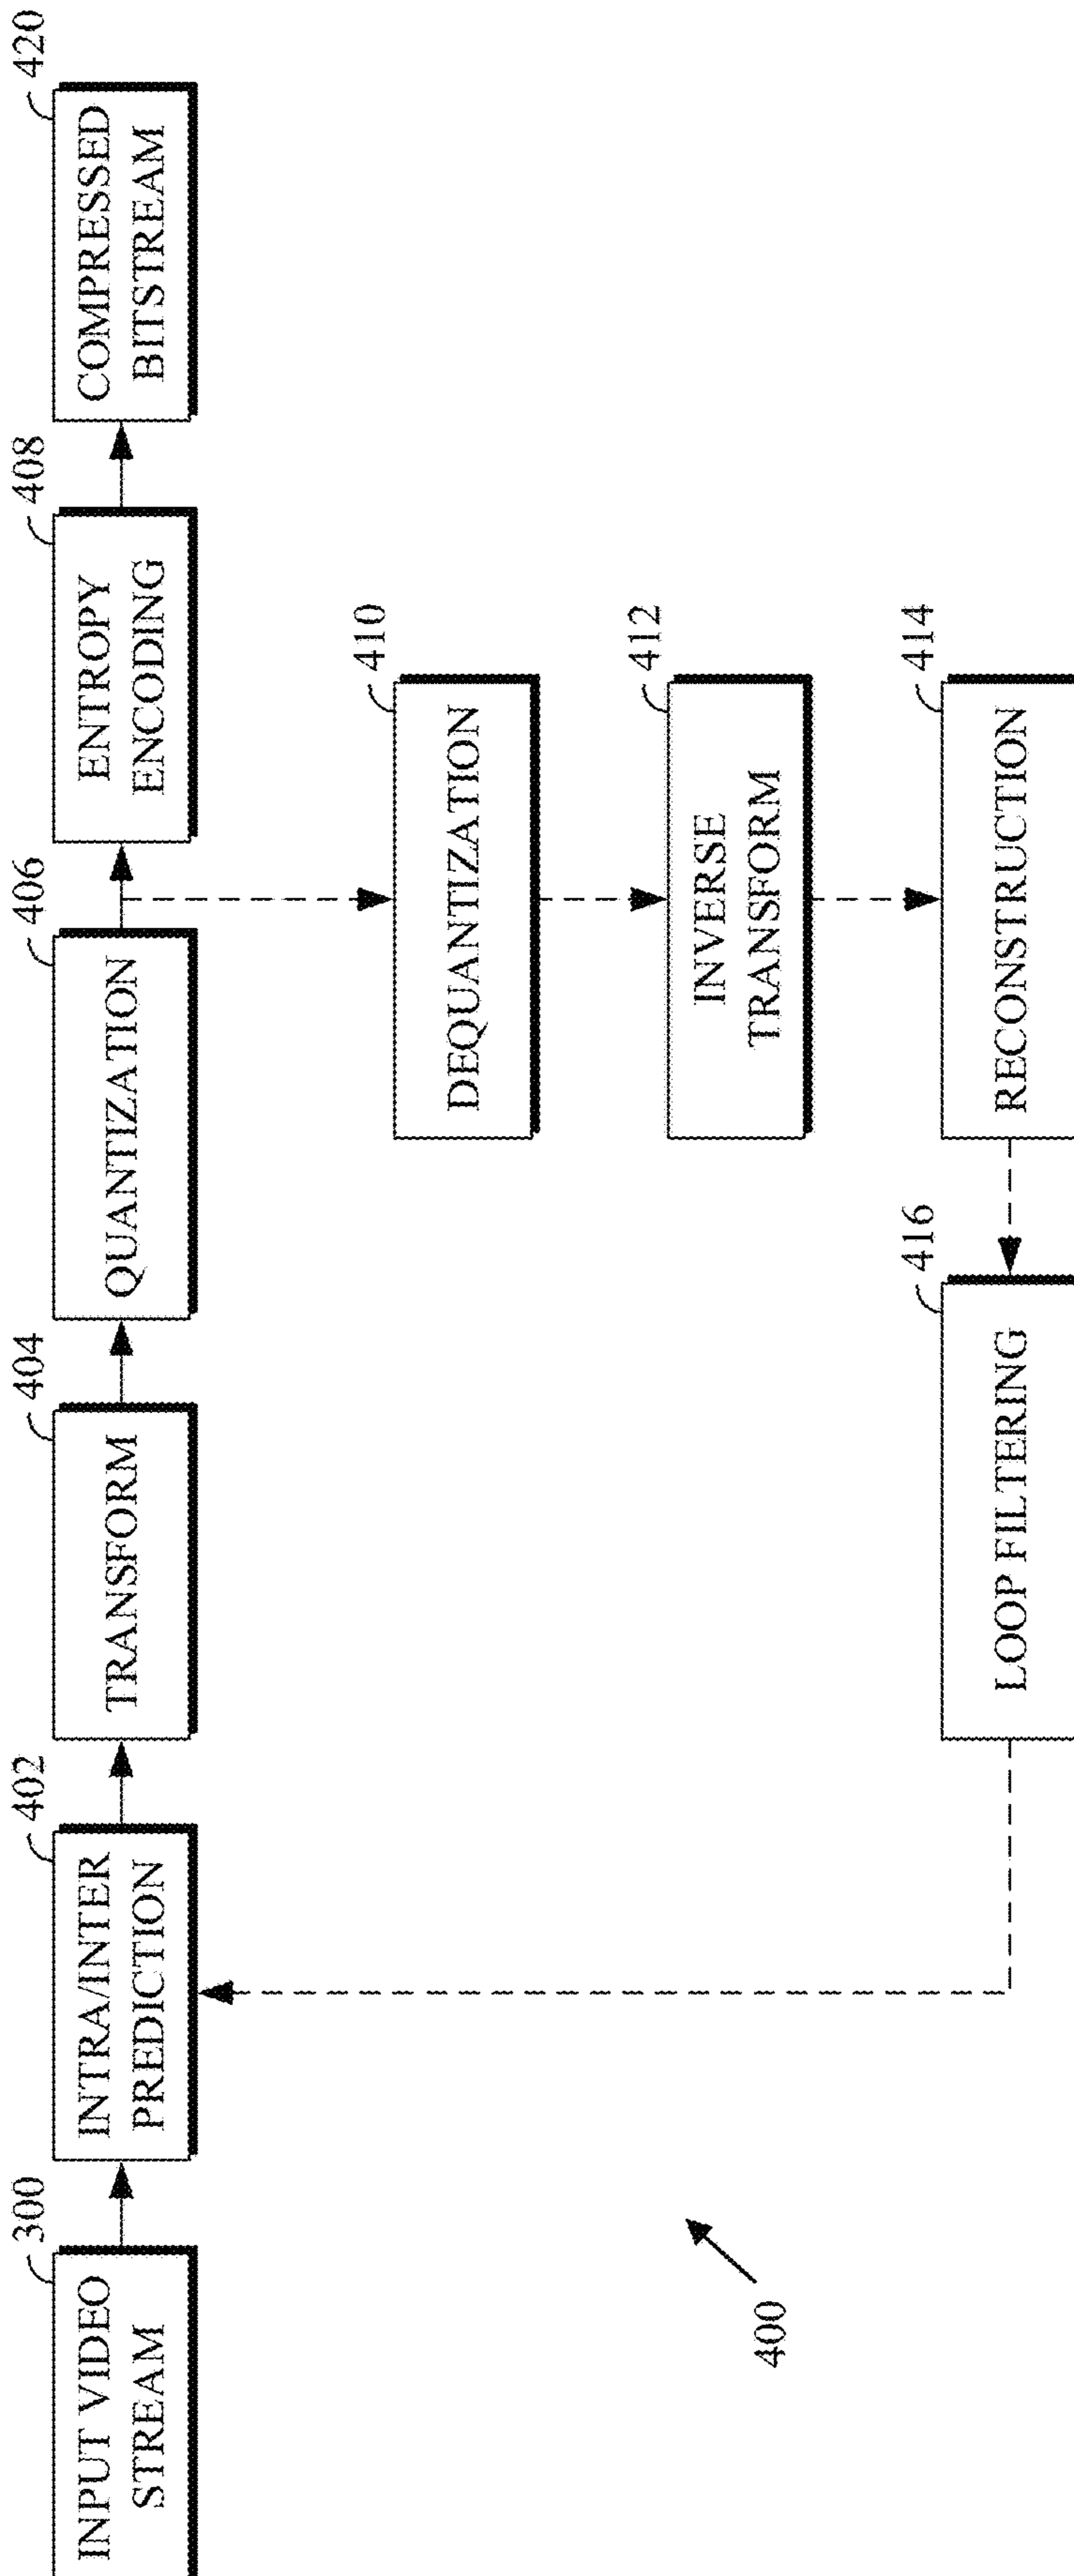 300
INPUT VIDEO
STREAM
402
INTRA/INTER
PREDICTION
404
TRANSFORM
406
QUANTIZATION
408
ENTROPY
ENCODING
420
COMPRESSED
BITSTREAM
410
DEQUANTIZATION
412
INVERSE
TRANSFORM
414
RECONSTRUCTION
416
LOOP FILTERING
400